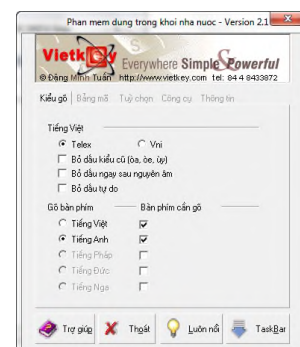 Phan mem dung trong khoi nha nuoc - Version 2.1
Vietkey
Everywhere Simple Powerful
© Đặng Minh Tuấn http://www.vietkey.com tel: 84 4 8433872
Kiểu gõ Bảng mã Tuỳ chọn Công cụ Thông tin
Tiếng Việt
Telex Vni
Bỏ dấu kiểu cũ (òa, òe, ùy)
Bỏ dấu ngay sau nguyên âm
Bỏ dấu tự do
Gõ bàn phím Bàn phím cần gõ
Tiếng Việt
Tiếng Anh
Tiếng Pháp
Tiếng Đức
Tiếng Nga
Trợ giúp Thoát Luôn nổi TaskBar